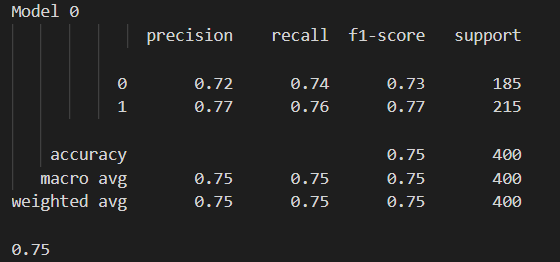 Model 0
precision recall f1-score support
0 0.72 0.74 0.73 185
1 0.77 0.76 0.77 215
accuracy 0.75 400
macro avg 0.75 0.75 0.75 400
weighted avg 0.75 0.75 0.75 400
0.75